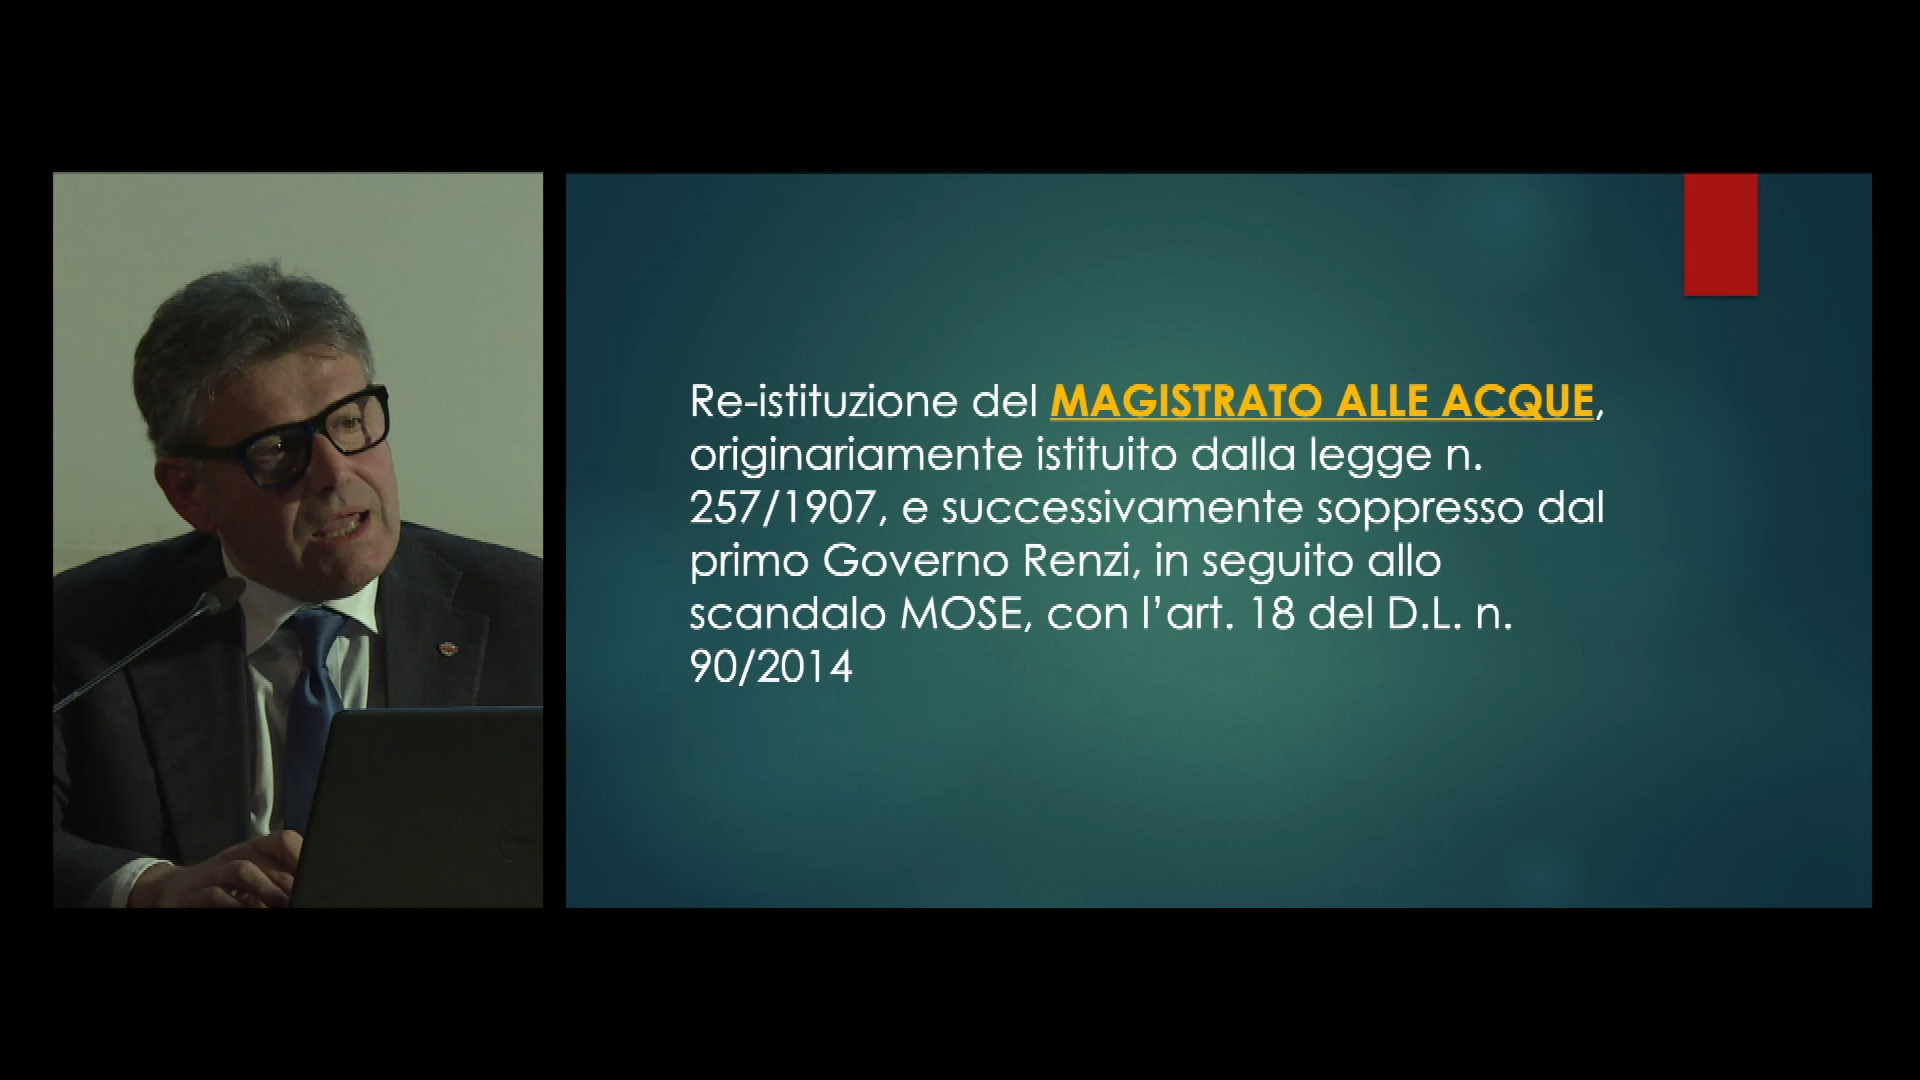 Re-istituzione del MAGISTRATO ALLE ACQUE,
originariamente istituito dalla legge n.
257/1907, e successivamente soppresso dal
primo Governo Renzi, in seguito allo
scandalo MOSE, con l’art. 18 del D.L. n.
90/2014